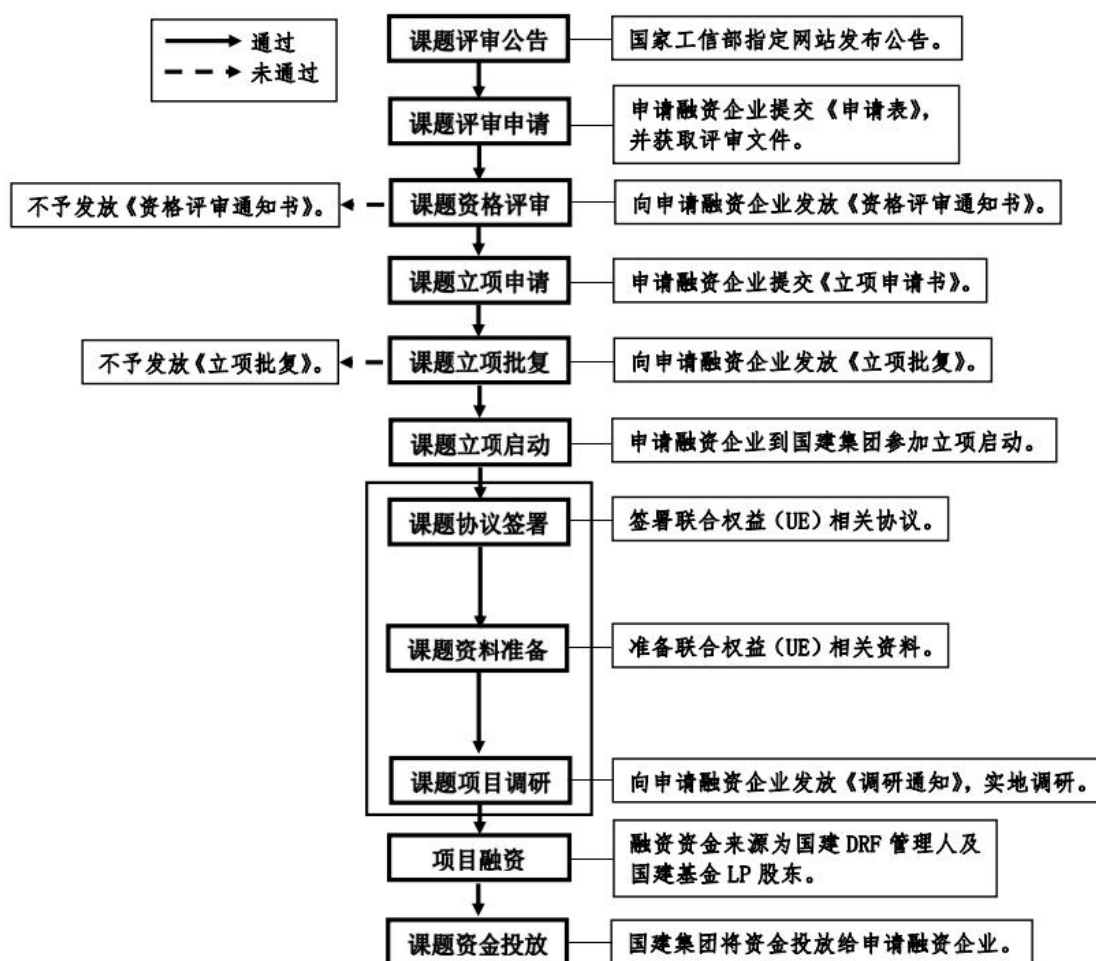 通过
未通过
课题评审公告
国家工信部指定网站发布公告。
课题评审申请
申请融资企业提交《申请表》,
并获取评审文件。
不予发放《资格评审通知书》。
课题资格评审
向申请融资企业发放《资格评审通知书》。
课题立项申请
申请融资企业提交《立项申请书》。
不予发放《立项批复》。
课题立项批复
向申请融资企业发放《立项批复》。
课题立项启动
申请融资企业到国建集团参加立项启动。
课题协议签署
签署联合权益(UE)相关协议。
课题资料准备
准备联合权益(UE)相关资料。
课题项目调研
向申请融资企业发放《调研通知》, 实地调研。
项目融资
融资资金来源为国建 DRF 管理人及
国建基金 LP 股东。
课题资金投放
国建集团将资金投放给申请融资企业。